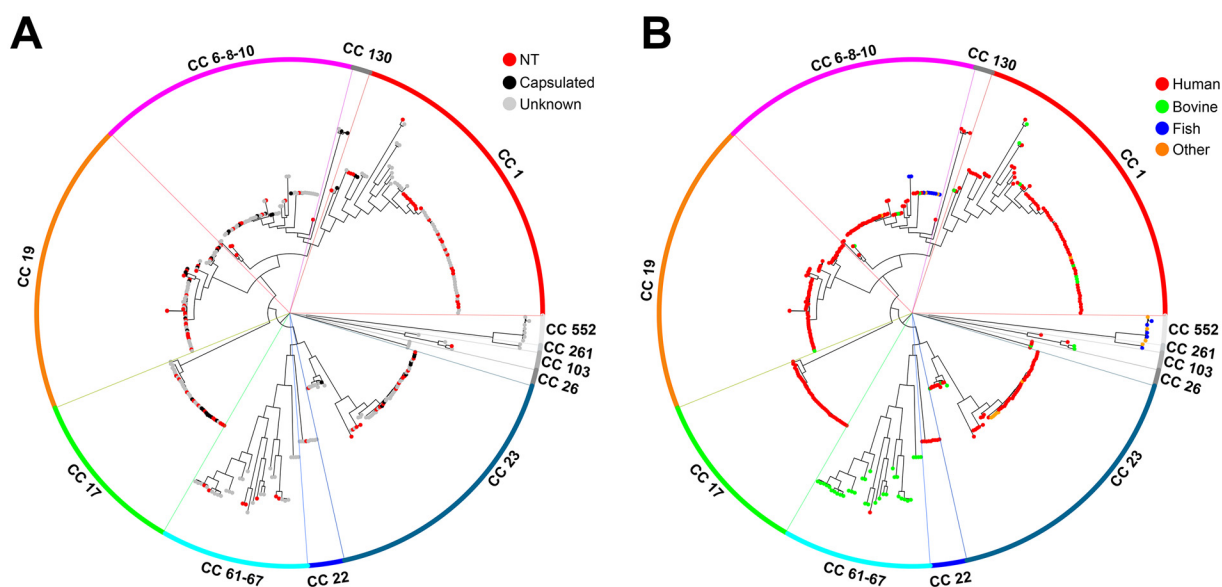 A
NT
Capsulated
Unknown
CC 6-8-10
CC 130
CC 1
CC 19
CC 552
CC 261
CC 103
CC 26
CC 23
CC 17
CC 61-67
CC 22
B
Human
Bovine
Fish
Other
CC 6-8-10
CC 130
CC 1
CC 19
CC 552
CC 261
CC 103
CC 26
CC 23
CC 17
CC 61-67
CC 22